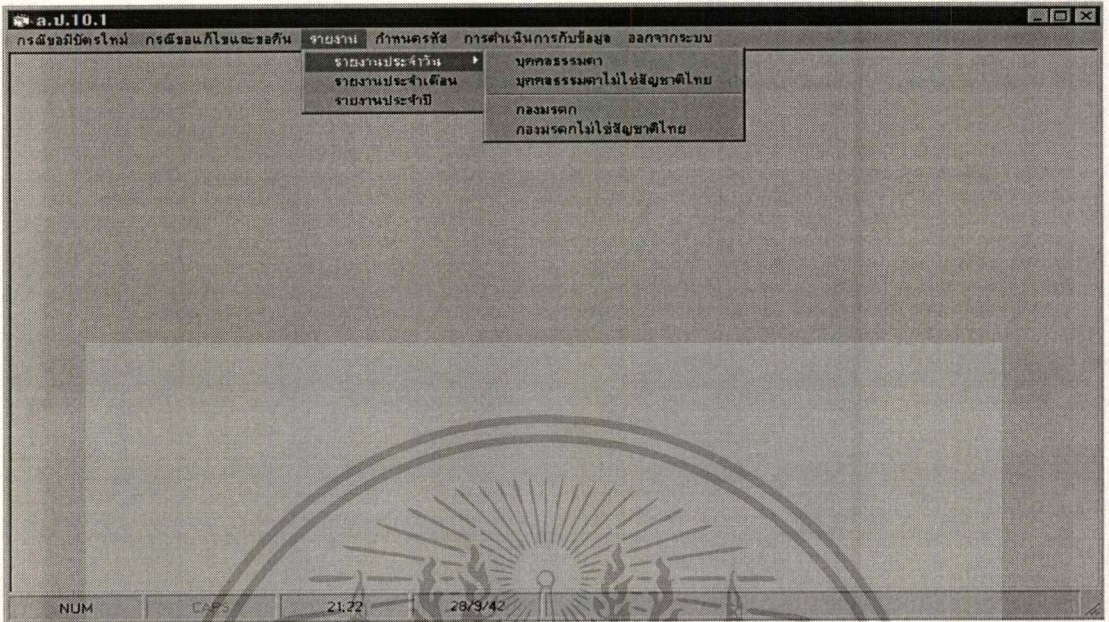 ล.ป.10.1
กรณีขอมีบัตรใหม่ กรณีขอแก้ไขและขอคืน รายงาน กำหนดรหัส การดำเนินการกับข้อมูล ออกจากระบบ
รายงานประจำวัน
รายงานประจำเดือน
รายงานประจำปี
บุคคลธรรมดา
บุคคลธรรมดาไม่ใช่สัญชาติไทย
กองมรดก
กองมรดกไม่ใช่สัญชาติไทย
NUM CAPS 21:22 28/9/42